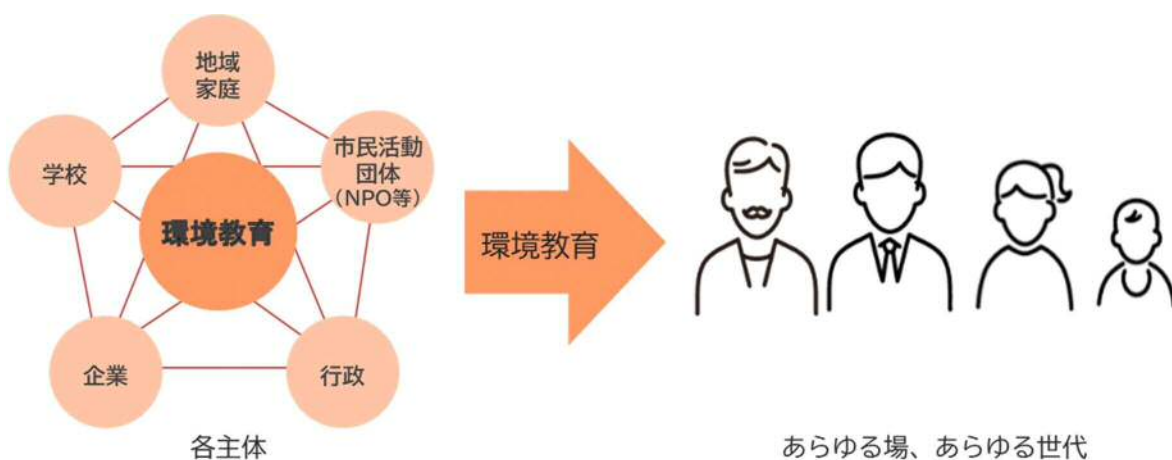 地域
家庭
学校
市民活動
団体
（NPO等）
環境教育
企業
行政
各主体
環境教育
あらゆる場、あらゆる世代